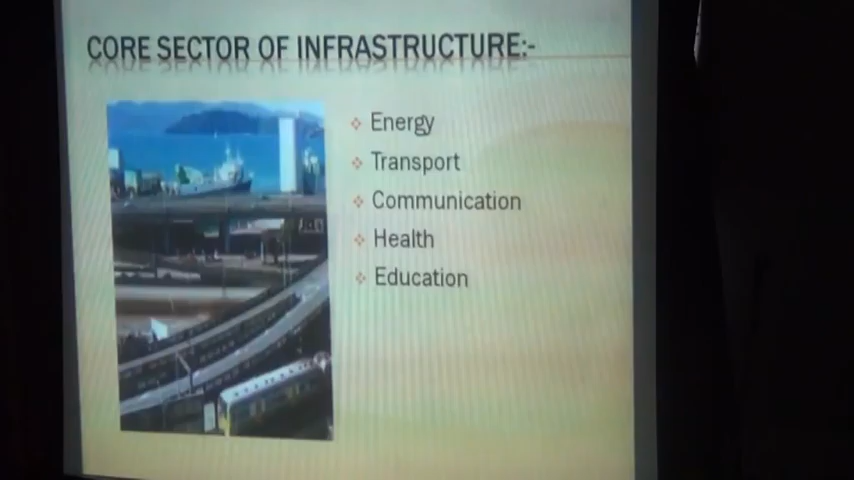 CORE SECTOR OF INFRASTRUCTURE:-
Energy
Transport
Communication
Health
Education